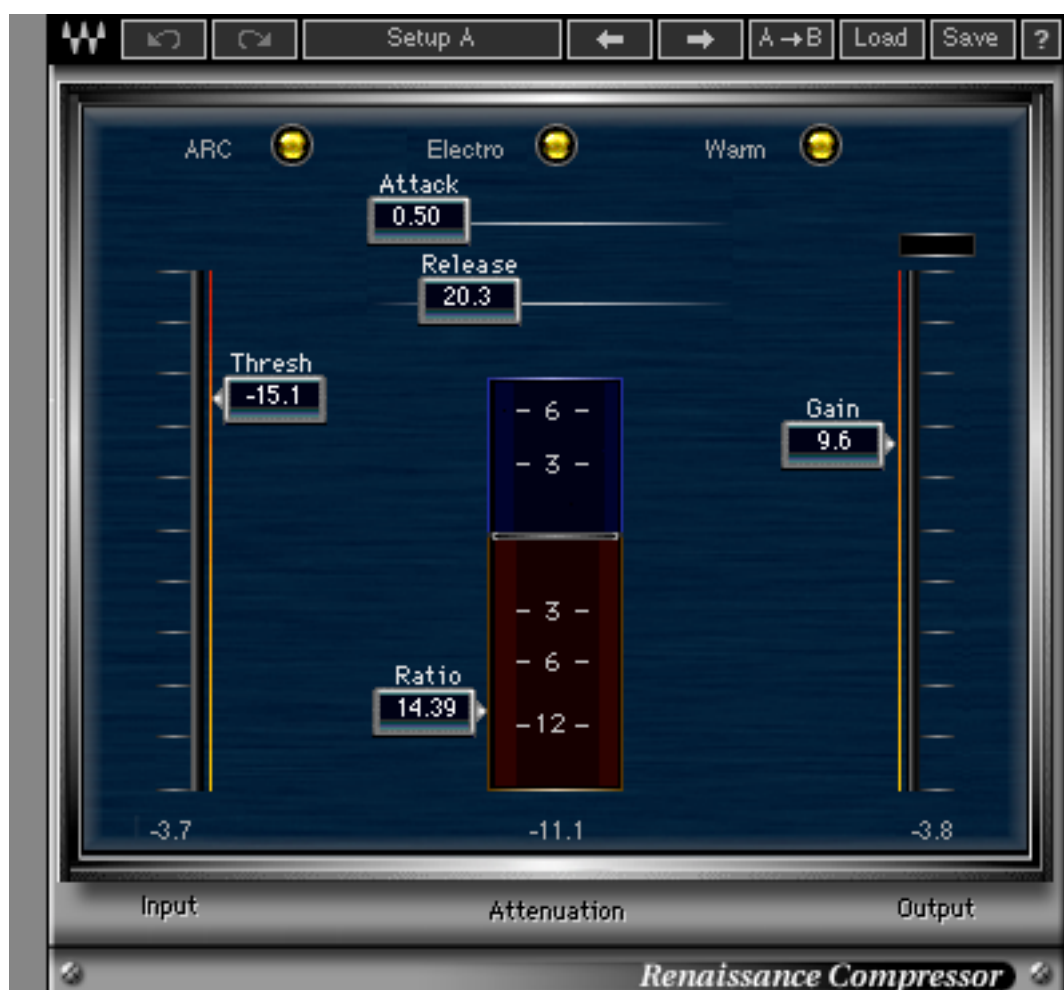 Setup A A→B Load Save ?
ARC Electro Warm
Attack
0.50
Release
20.3
Thresh
-15.1
- 6 -
Gain
9.6
- 3 -
- 3 -
- 6 -
Ratio
14.39
-12 -
-3.7 -11.1 -3.8
Input Attenuation Output
Renaissance Compressor